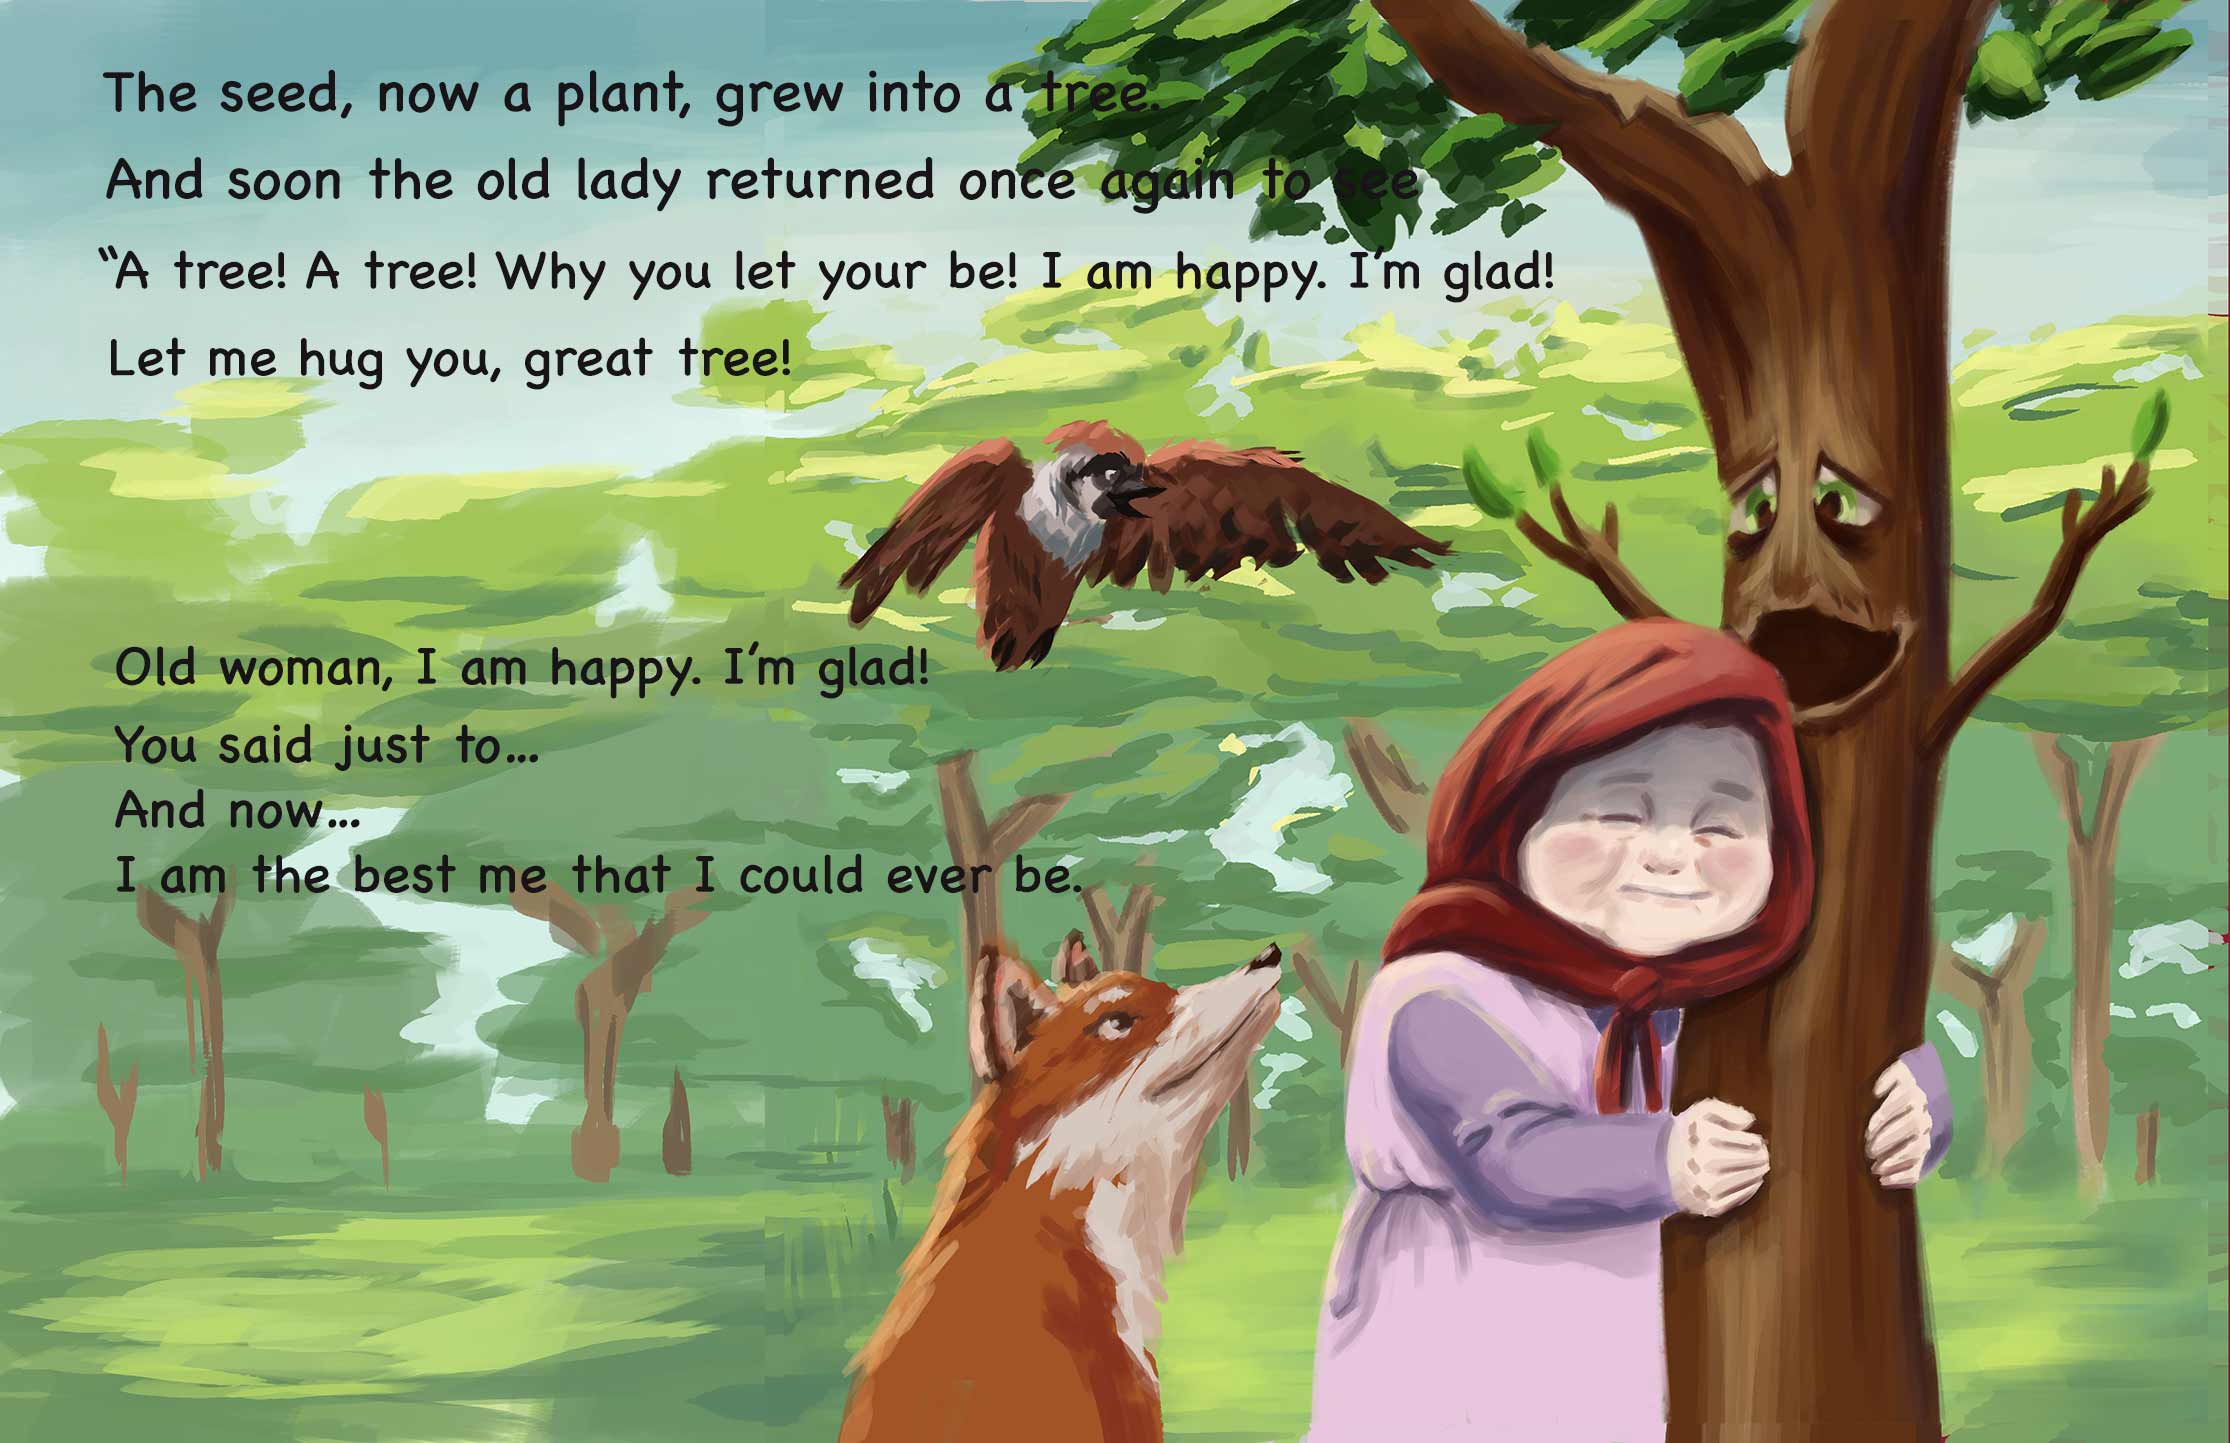 The seed, now a plant, grew into a tree.
And soon the old lady returned once again to see
“A tree! A tree! Why you let your be! I am happy. I’m glad!
Let me hug you, great tree!
Old woman, I am happy. I’m glad!
You said just to...
And now...
I am the best me that I could ever be.